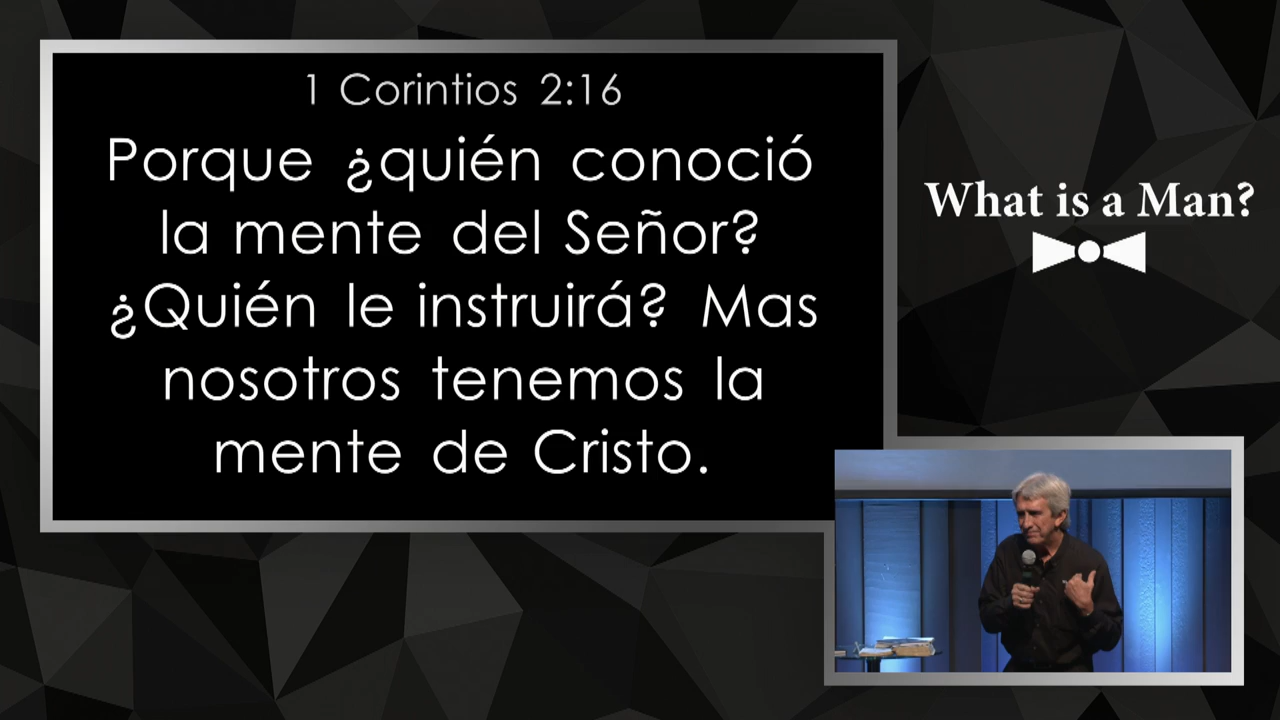 1 Corintios 2:16
Porque ¿quién conoció
la mente del Señor?
¿Quién le instruirá? Mas
nosotros tenemos la
mente de Cristo.
What is a Man?